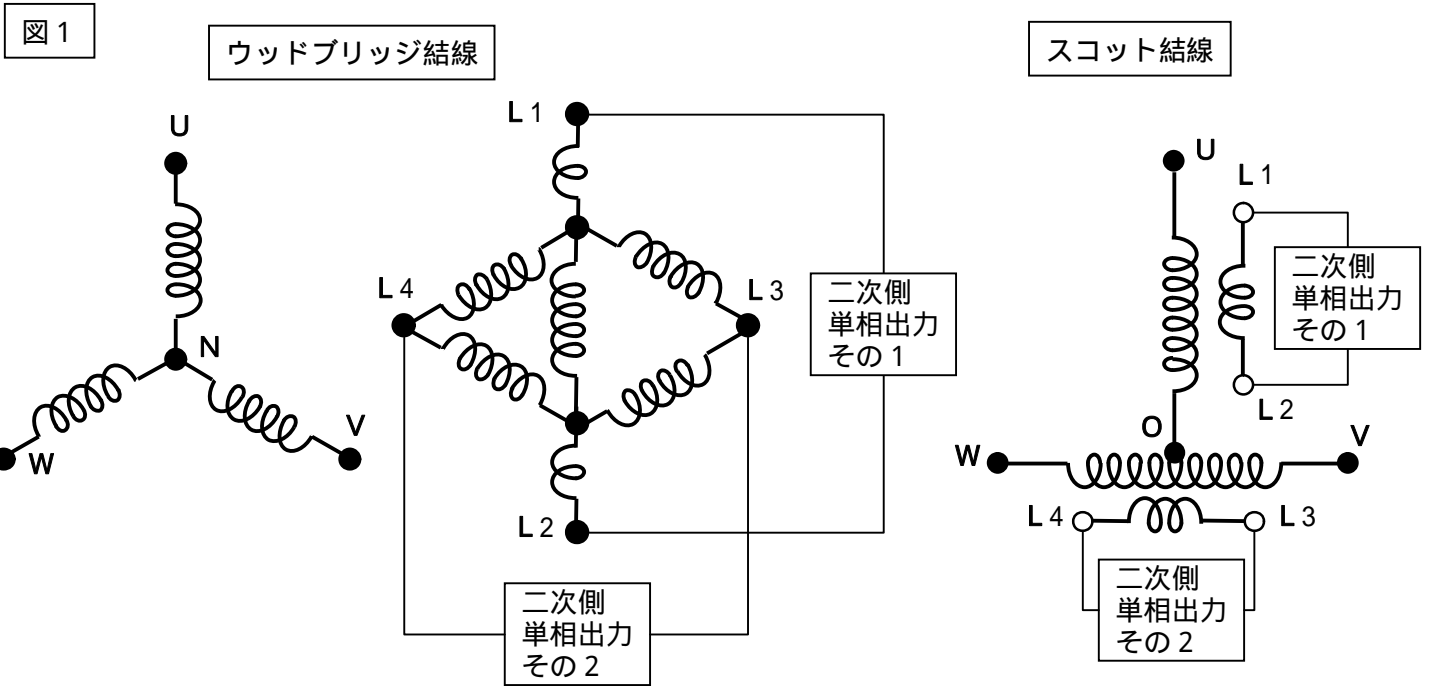 図1
ウッドブリッジ結線
スコット結線
U
N
W
V
L1
L4
L3
L2
二次側
単相出力
その1
二次側
単相出力
その2
U
L1
二次側
単相出力
その1
L2
O
W
V
L4
L3
二次側
単相出力
その2